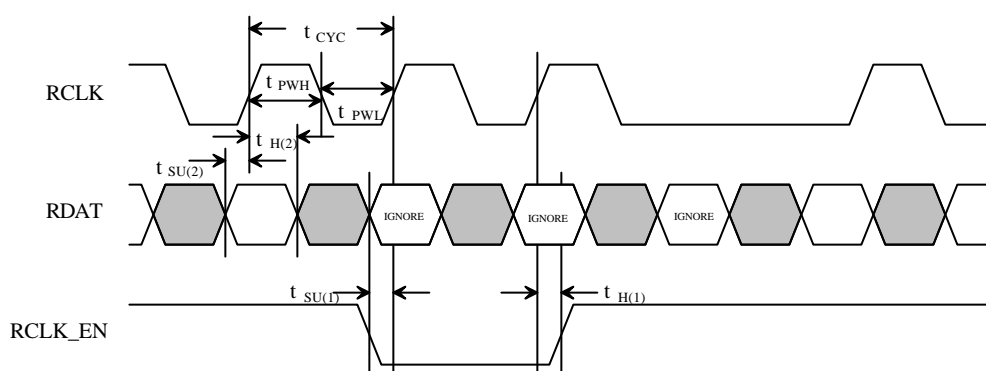 t CYC
RCLK
t PWH
t PWL
t H(2)
t SU(2)
RDAT
IGNORE
IGNORE
IGNORE
t SU(1)
t H(1)
RCLK_EN